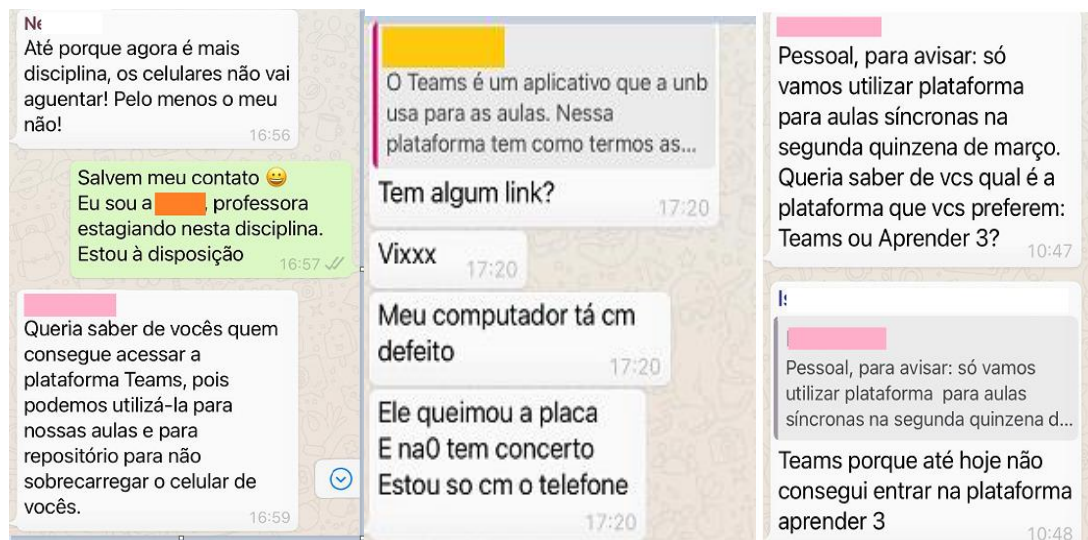 Ne
Até porque agora é mais
disciplina, os celulares não vai
aguentar! Pelo menos o meu
não!
16:56
Salvem meu contato 😀
Eu sou a , professora
estagiando nesta disciplina.
Estou à disposição
16:57
Queria saber de vocês quem
consegue acessar a
plataforma Teams, pois
podemos utilizá-la para
nossas aulas e para
repositório para não
sobrecarregar o celular de
vocês.
16:59
O Teams é um aplicativo que a unb
usa para as aulas. Nessa
plataforma tem como termos as...
Tem algum link?
17:20
Vixxx
17:20
Meu computador tá cm
defeito
17:20
Ele queimou a placa
E na0 tem concerto
Estou so cm o telefone
17:20
Pessoal, para avisar: só
vamos utilizar plataforma
para aulas síncronas na
segunda quinzena de março.
Queria saber de vcs qual é a
plataforma que vcs preferem:
Teams ou Aprender 3?
10:47
Pessoal, para avisar: só vamos
utilizar plataforma para aulas
síncronas na segunda quinzena d...
Teams porque até hoje não
consegui entrar na plataforma
aprender 3
10:48